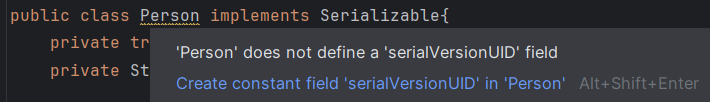 public class Person implements Serializable{
private tr
'Person' does not define a 'serialVersionUID' field
private St
Create constant field 'serialVersionUID' in 'Person' Alt+Shift+Enter